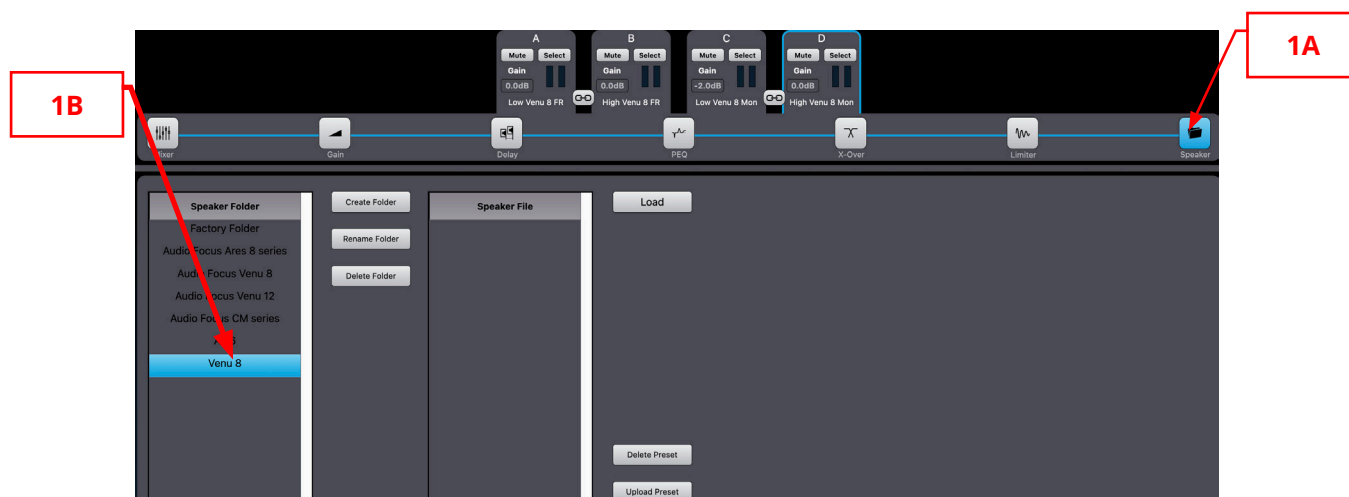 1A
1B
A
Mute Select
Gain
0.0dB
Low Venu 8 FR
B
Mute Select
Gain
0.0dB
High Venu 8 FR
C
Mute Select
Gain
-2.0dB
Low Venu 8 Mon
D
Mute Select
Gain
0.0dB
High Venu 8 Mon
Mixer
Gain
Delay
PEQ
X-Over
Limiter
Speaker
Speaker Folder
Factory Folder
Audio Focus Ares 8 series
Audio Focus Venu 8
Audio Focus Venu 12
Audio Focus CM series
Venu 8
Create Folder
Rename Folder
Delete Folder
Speaker File
Load
Delete Preset
Upload Preset